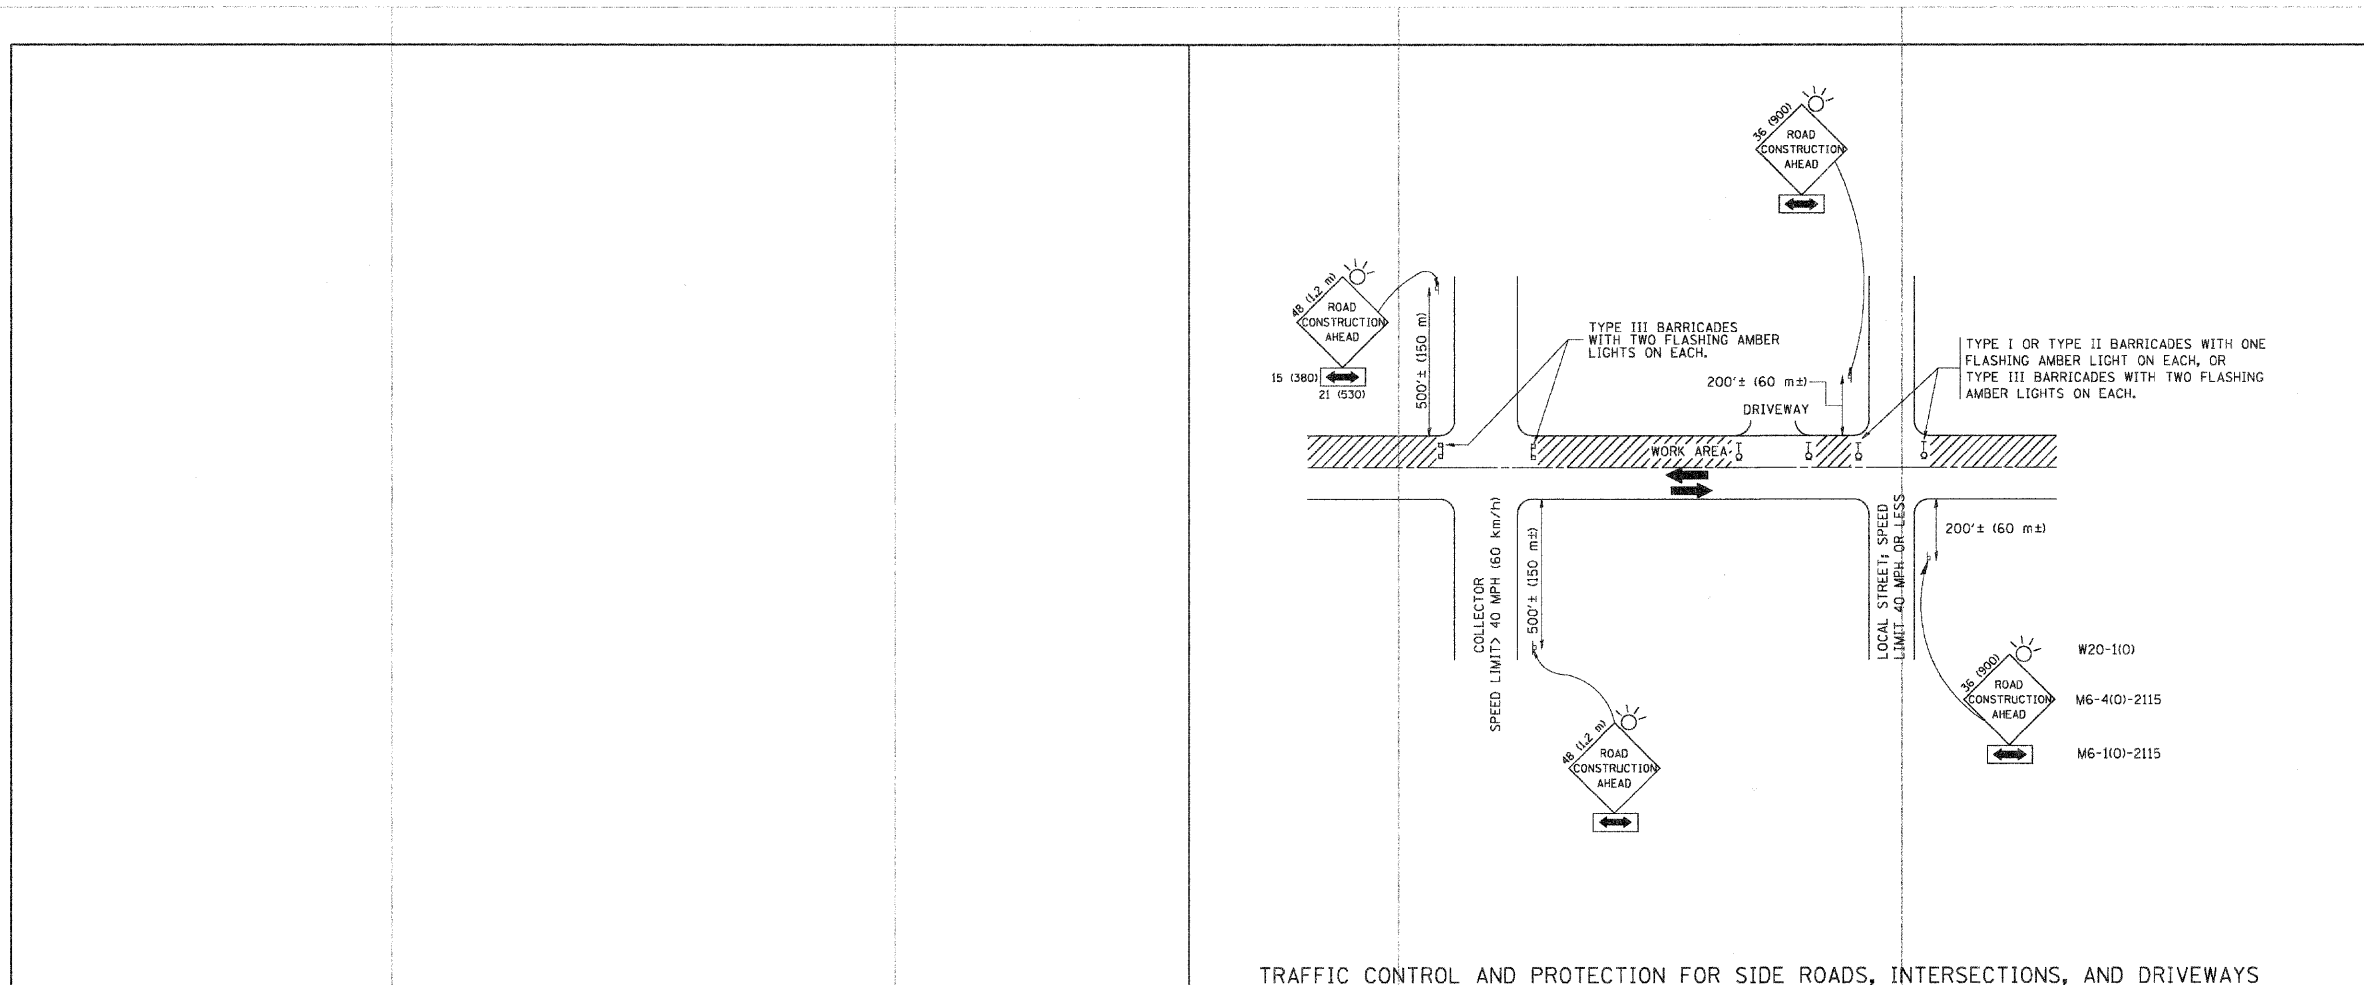 36 (900)
ROAD
CONSTRUCTION
AHEAD
48 (1.2 m)
ROAD
CONSTRUCTION
AHEAD
15 (380)
21 (530)
500'± (150 m)
TYPE III BARRICADES
WITH TWO FLASHING AMBER
LIGHTS ON EACH.
200'± (60 m±)
DRIVEWAY
TYPE I OR TYPE II BARRICADES WITH ONE
FLASHING AMBER LIGHT ON EACH, OR
TYPE III BARRICADES WITH TWO FLASHING
AMBER LIGHTS ON EACH.
WORK AREA
COLLECTOR
SPEED LIMIT> 40 MPH (60 km/h)
500'± (150 m±)
LOCAL STREET; SPEED
LIMIT 40 MPH OR LESS
200'± (60 m±)
48 (1.2 m)
ROAD
CONSTRUCTION
AHEAD
36 (900)
ROAD
CONSTRUCTION
AHEAD
W20-1(O)
M6-4(O)-2115
M6-1(O)-2115
TRAFFIC CONTROL AND PROTECTION FOR SIDE ROADS, INTERSECTIONS, AND DRIVEWAYS